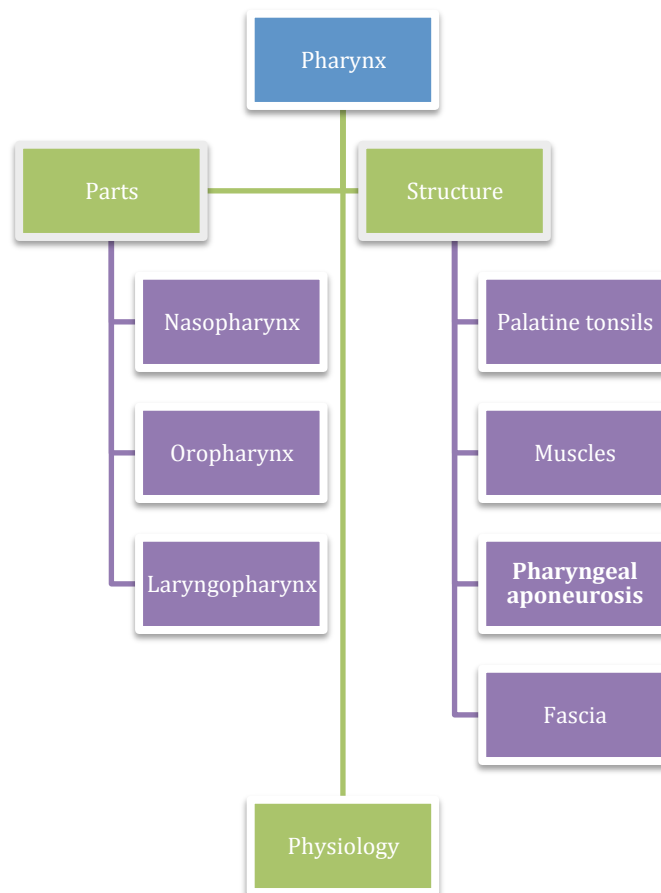 Pharynx
Parts
Structure
Nasopharynx
Oropharynx
Laryngopharynx
Palatine tonsils
Muscles
Pharyngeal
aponeurosis
Fascia
Physiology